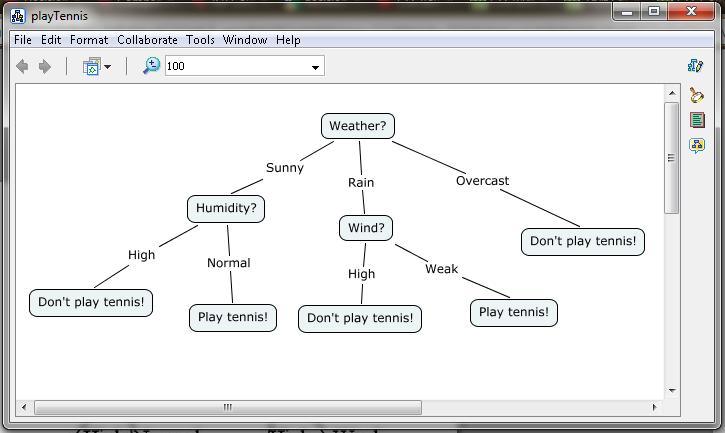 playTennis
File Edit Format Collaborate Tools Window Help
100
Weather?
Sunny
Rain
Overcast
Humidity?
Wind?
Don't play tennis!
High
Normal
High
Weak
Don't play tennis!
Play tennis!
Don't play tennis!
Play tennis!